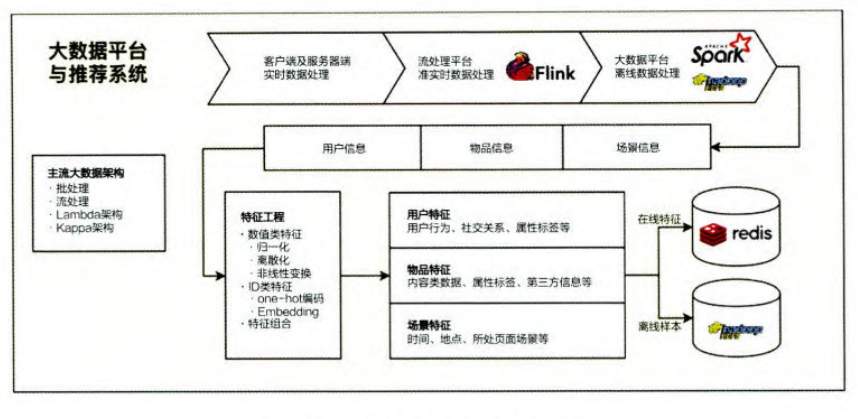 大数据平台
与推荐系统
客户端及服务器端
实时数据处理
流处理平台
准实时数据处理
Flink
大数据平台
离线数据处理
APACHE
Spark
hadoop
用户信息
物品信息
场景信息
主流大数据架构
· 批处理
· 流处理
· Lambda架构
· Kappa架构
特征工程
· 数值类特征
· 归一化
· 离散化
· 非线性变换
· ID类特征
· one-hot编码
· Embedding
· 特征组合
用户特征
用户行为、社交关系、属性标签等
物品特征
内容类数据、属性标签、第三方信息等
场景特征
时间、地点、所处页面场景等
在线特征
redis
离线样本
hadoop